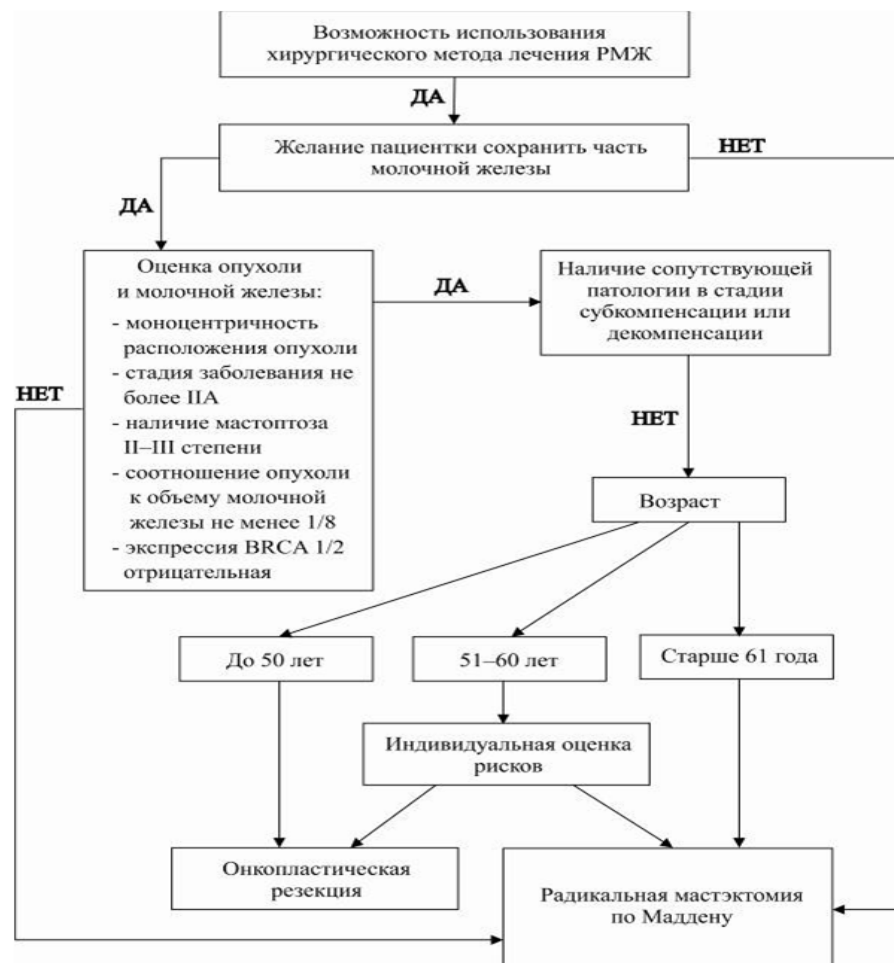 Возможность использования
хирургического метода лечения РМЖ
ДА
Желание пациентки сохранить часть
молочной железы
НЕТ
ДА
Оценка опухоли
и молочной железы:
- моноцентричность
расположения опухоли
- стадия заболевания не
более IIA
- наличие мастоптоза
II–III степени
- соотношение опухоли
к объему молочной
железы не менее 1/8
- экспрессия BRCA 1/2
отрицательная
ДА
Наличие сопутствующей
патологии в стадии
субкомпенсации или
декомпенсации
НЕТ
НЕТ
Возраст
До 50 лет
51–60 лет
Старше 61 года
Индивидуальная оценка
рисков
Онкопластическая
резекция
Радикальная мастэктомия
по Маддену